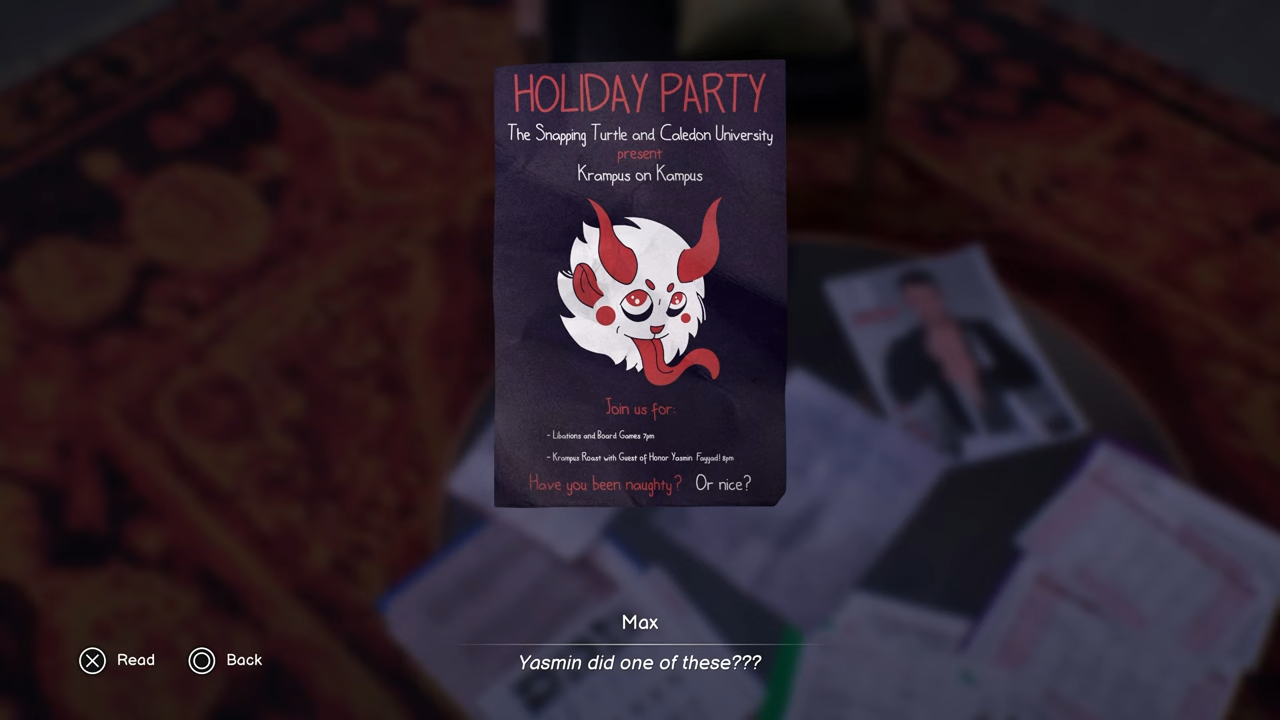 HOLIDAY PARTY
The Snapping Turtle and Caledon University
present
Krampus on Kampus
Join us for:
- Libations and Board Games 7pm
- Krampus Roast with Guest of Honor Yasmin Fayyad! 8pm
Have you been naughty? Or nice?
Max
Yasmin did one of these???
Read
Back